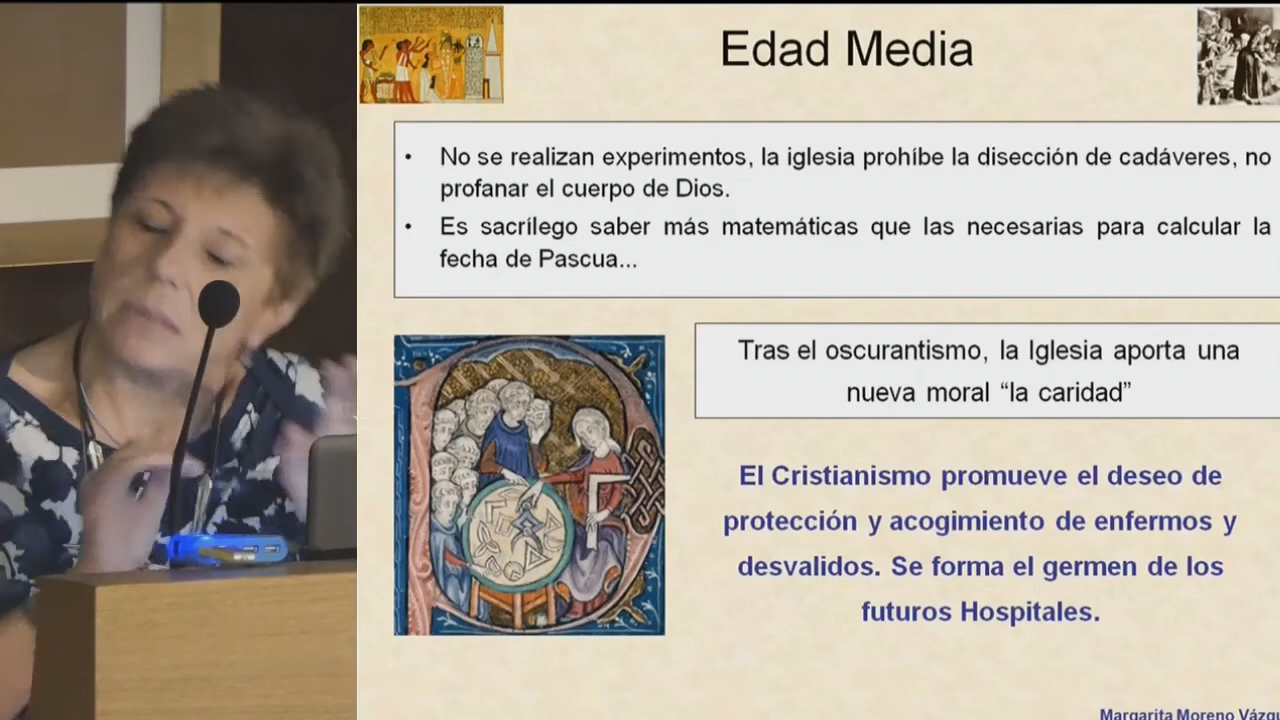 Edad Media
• No se realizan experimentos, la iglesia prohíbe la disección de cadáveres, no
profanar el cuerpo de Dios.
• Es sacrílego saber más matemáticas que las necesarias para calcular la
fecha de Pascua...
Tras el oscurantismo, la Iglesia aporta una
nueva moral “la caridad”
El Cristianismo promueve el deseo de
protección y acogimiento de enfermos y
desvalidos. Se forma el germen de los
futuros Hospitales.
Margarita Moreno